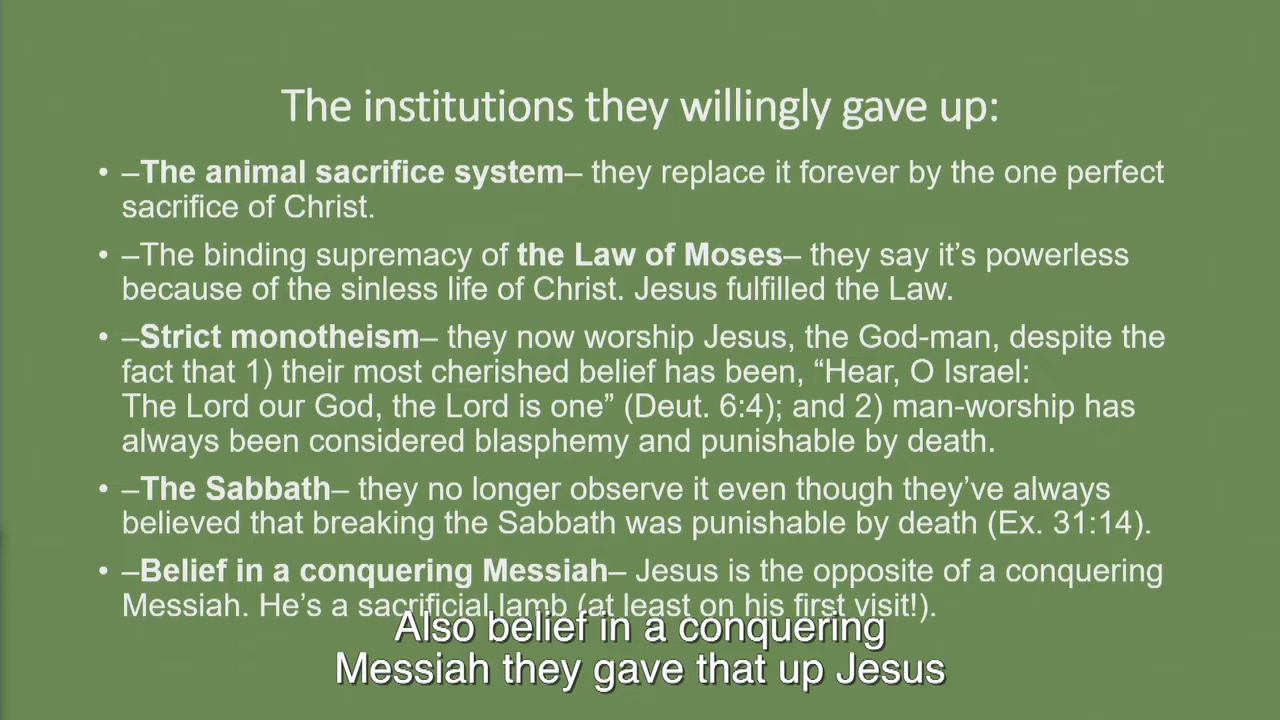 The institutions they willingly gave up:
• –The animal sacrifice system– they replace it forever by the one perfect
sacrifice of Christ.
• –The binding supremacy of the Law of Moses– they say it’s powerless
because of the sinless life of Christ. Jesus fulfilled the Law.
• –Strict monotheism– they now worship Jesus, the God-man, despite the
fact that 1) their most cherished belief has been, “Hear, O Israel:
The Lord our God, the Lord is one” (Deut. 6:4); and 2) man-worship has
always been considered blasphemy and punishable by death.
• –The Sabbath– they no longer observe it even though they’ve always
believed that breaking the Sabbath was punishable by death (Ex. 31:14).
• –Belief in a conquering Messiah– Jesus is the opposite of a conquering
Messiah. He’s a sacrificial lamb (at least on his first visit!).
Also belief in a conquering
Messiah they gave that up Jesus